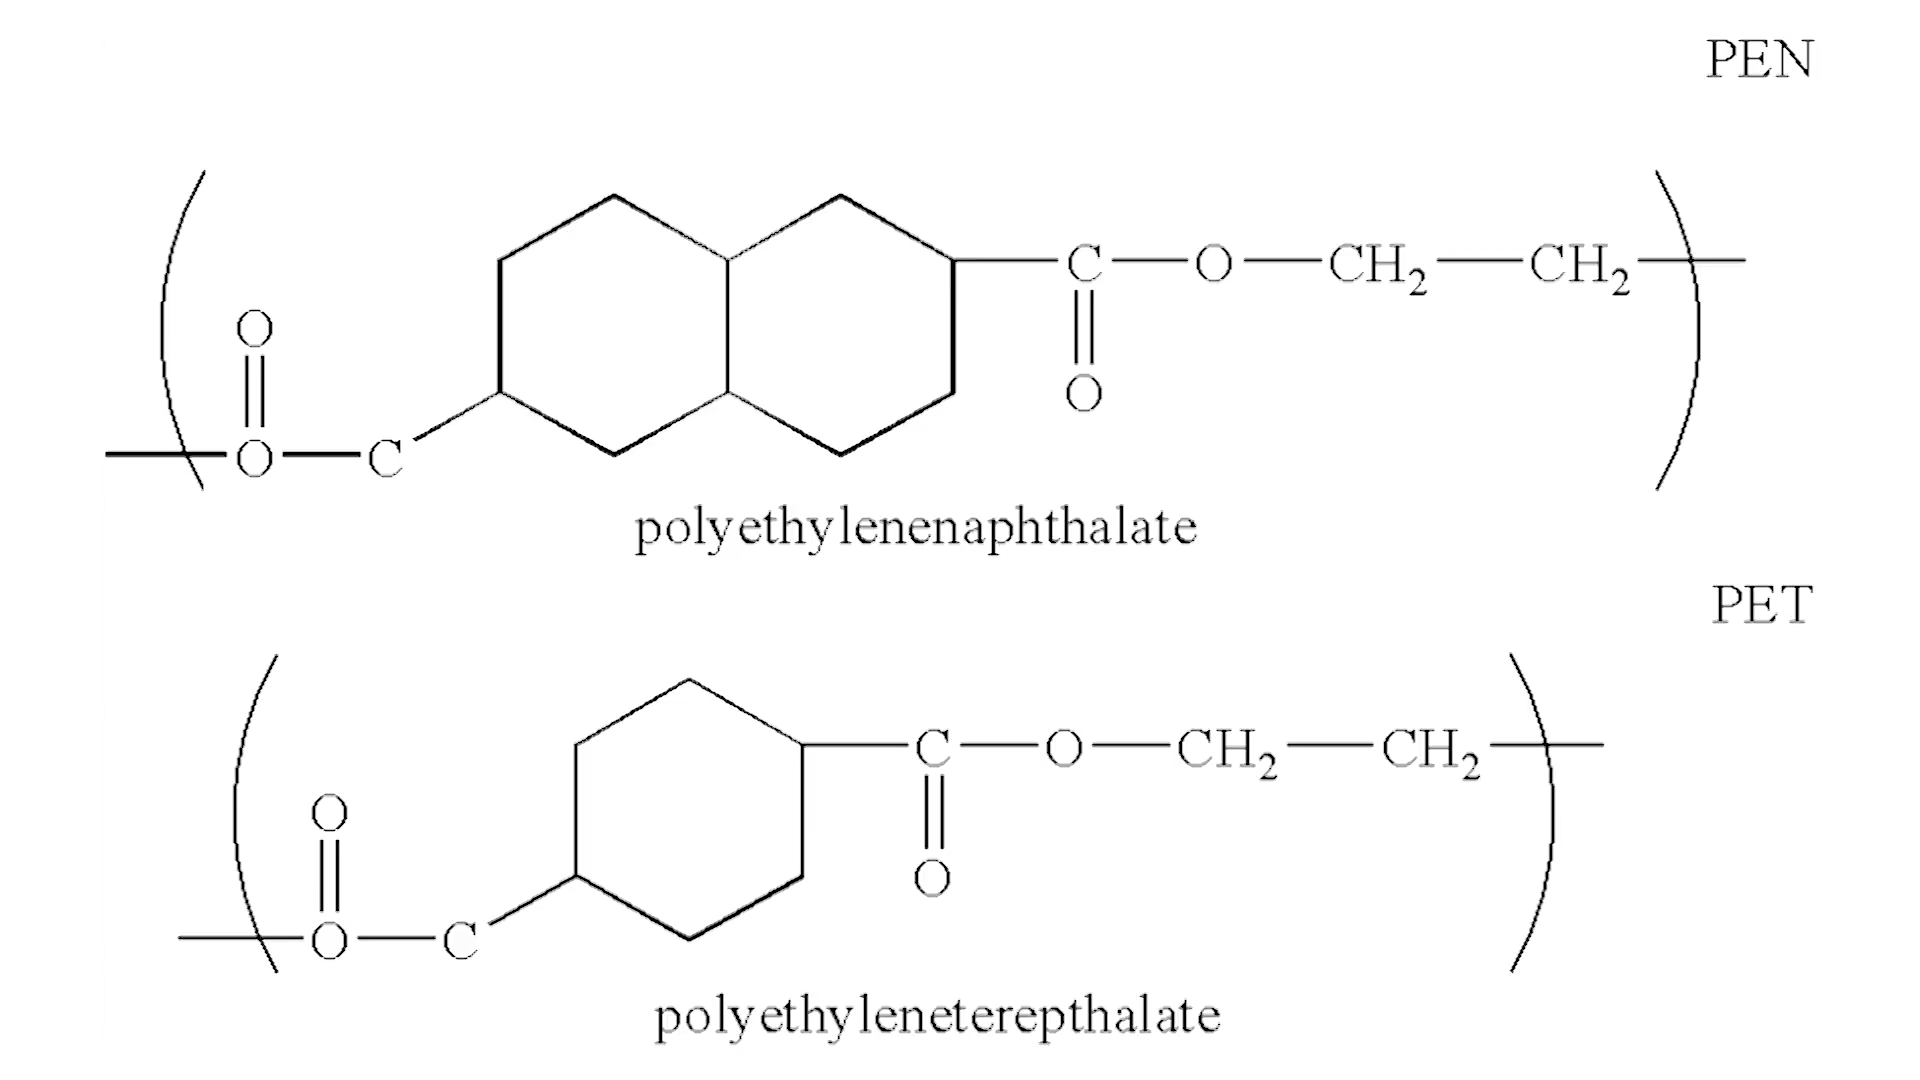 PEN
C O CH₂ CH₂
O
O
O C
polyethylenenaphthalate
PET
C O CH₂ CH₂
O
O
O C
polyethyleneterepthalate